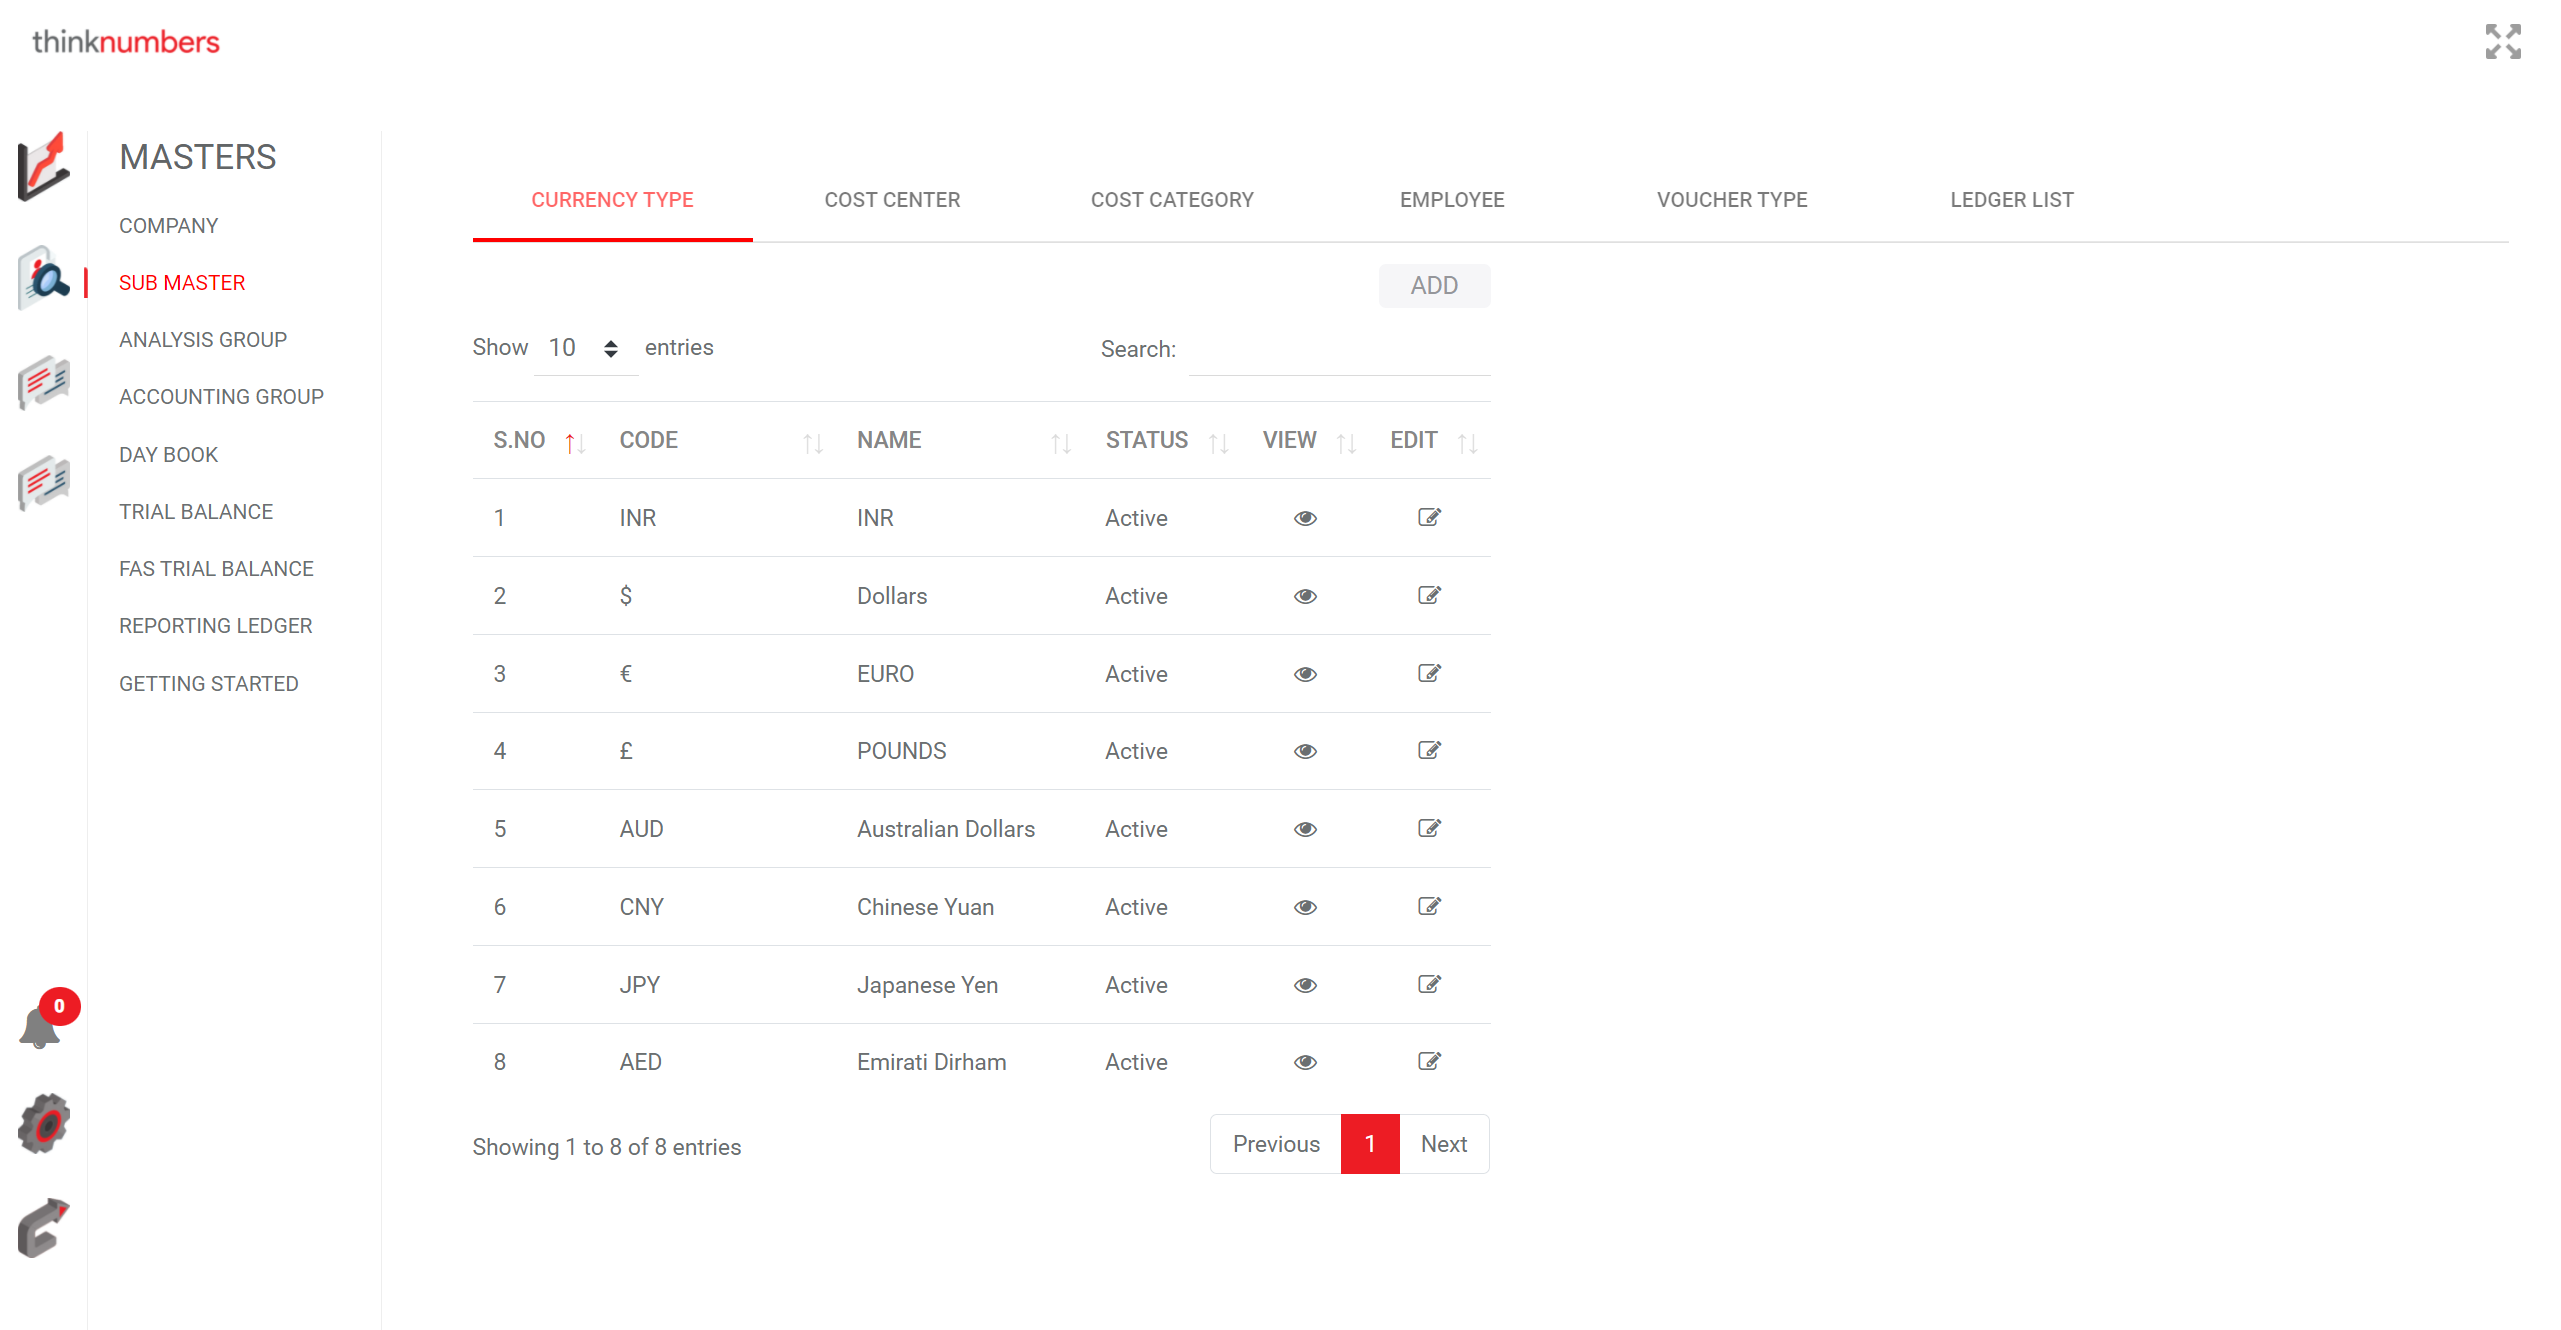 thinknumbers
MASTERS
COMPANY
SUB MASTER
ANALYSIS GROUP
ACCOUNTING GROUP
DAY BOOK
TRIAL BALANCE
FAS TRIAL BALANCE
REPORTING LEDGER
GETTING STARTED
0
CURRENCY TYPE COST CENTER COST CATEGORY EMPLOYEE VOUCHER TYPE LEDGER LIST
ADD
Show 10 entries Search:
S.NO CODE NAME STATUS VIEW EDIT
1 INR INR Active
2 $ Dollars Active
3 € EURO Active
4 £ POUNDS Active
5 AUD Australian Dollars Active
6 CNY Chinese Yuan Active
7 JPY Japanese Yen Active
8 AED Emirati Dirham Active
Showing 1 to 8 of 8 entries Previous 1 Next